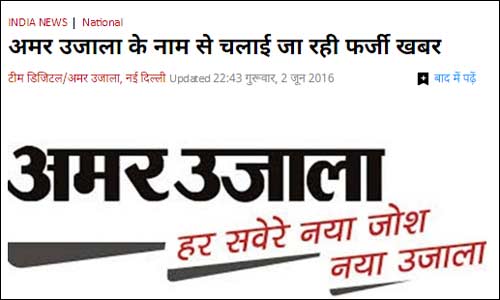 INDIA NEWS | National
अमर उजाला के नाम से चलाई जा रही फर्जी खबर
टीम डिजिटल/अमर उजाला, नई दिल्ली Updated 22:43 गुरूवार, 2 जून 2016 बाद में पढ़ें
अमर उजाला
हर सवेरे नया जोश
नया उजाला